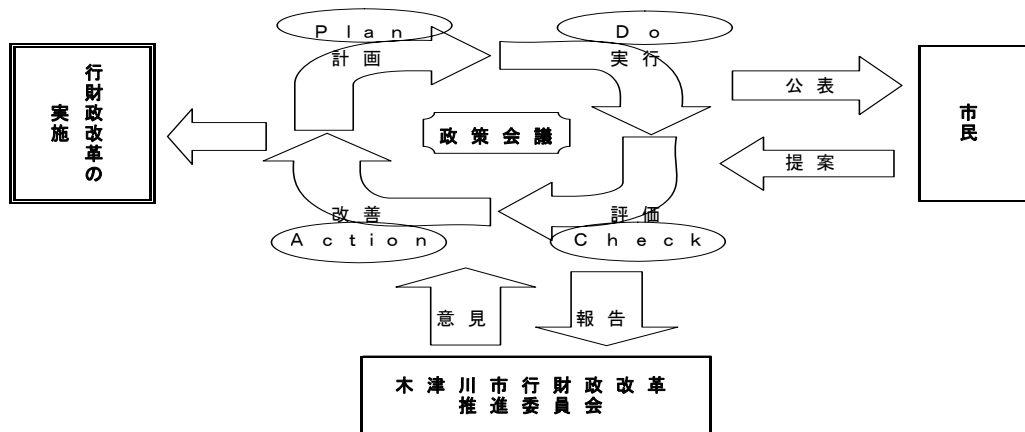 Ｐｌａｎ
計画
Ｄｏ
実行
行財政改革の
実施
政策会議
公表
提案
市民
改善
Ａｃｔｉｏｎ
評価
Ｃｈｅｃｋ
意見
報告
木津川市行財政改革
推進委員会